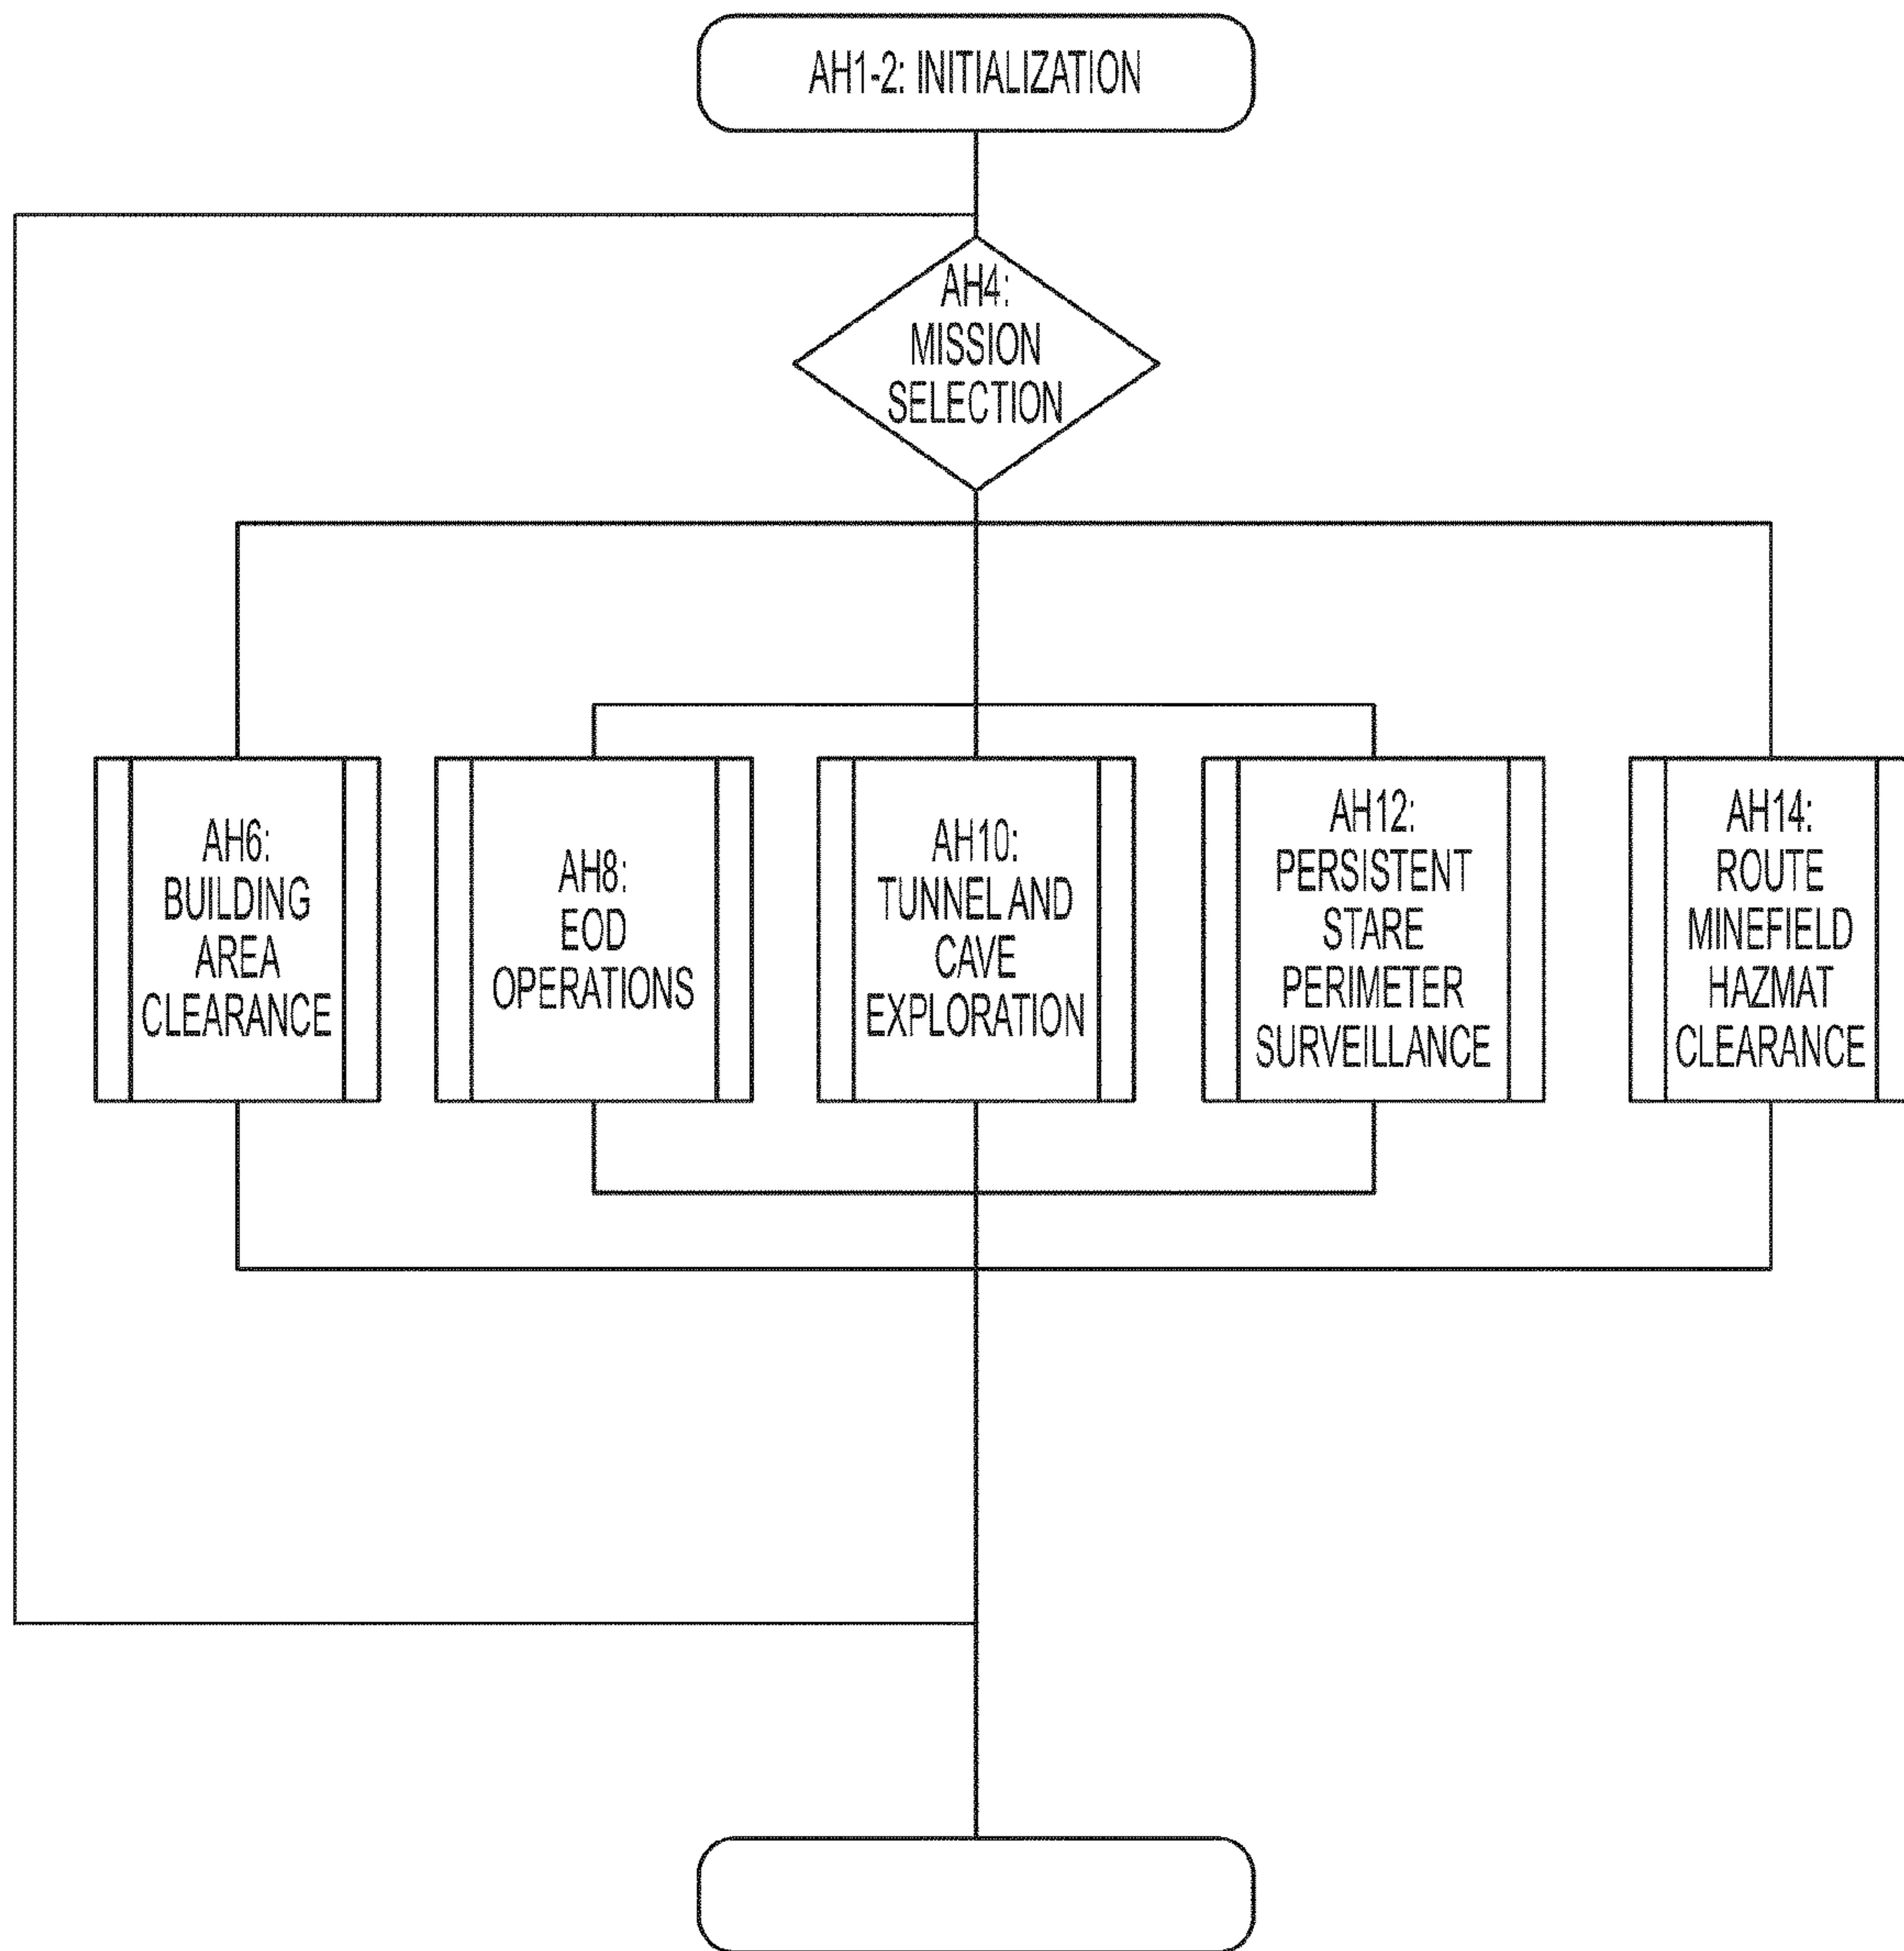 AH1-2: INITIALIZATION
AH4:
MISSION
SELECTION
AH6:
BUILDING
AREA
CLEARANCE
AH8:
EOD
OPERATIONS
AH10:
TUNNEL AND
CAVE
EXPLORATION
AH12:
PERSISTENT
STARE
PERIMETER
SURVEILLANCE
AH14:
ROUTE
MINEFIELD
HAZMAT
CLEARANCE